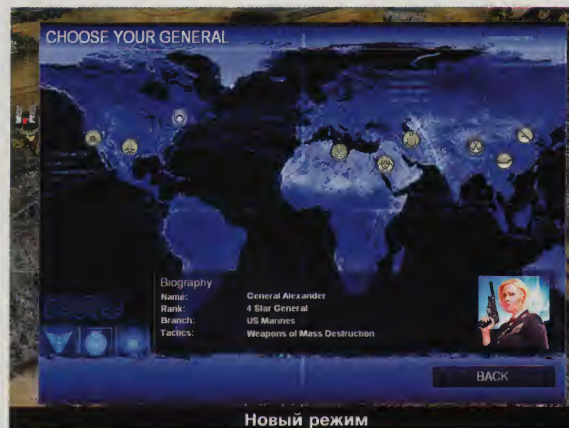 CHOOSE YOUR GENERAL
Biography
Name: General Alexander
Rank: 4 Star General
Branch: US Marines
Tactics: Weapons of Mass Destruction
BACK
Новый режим